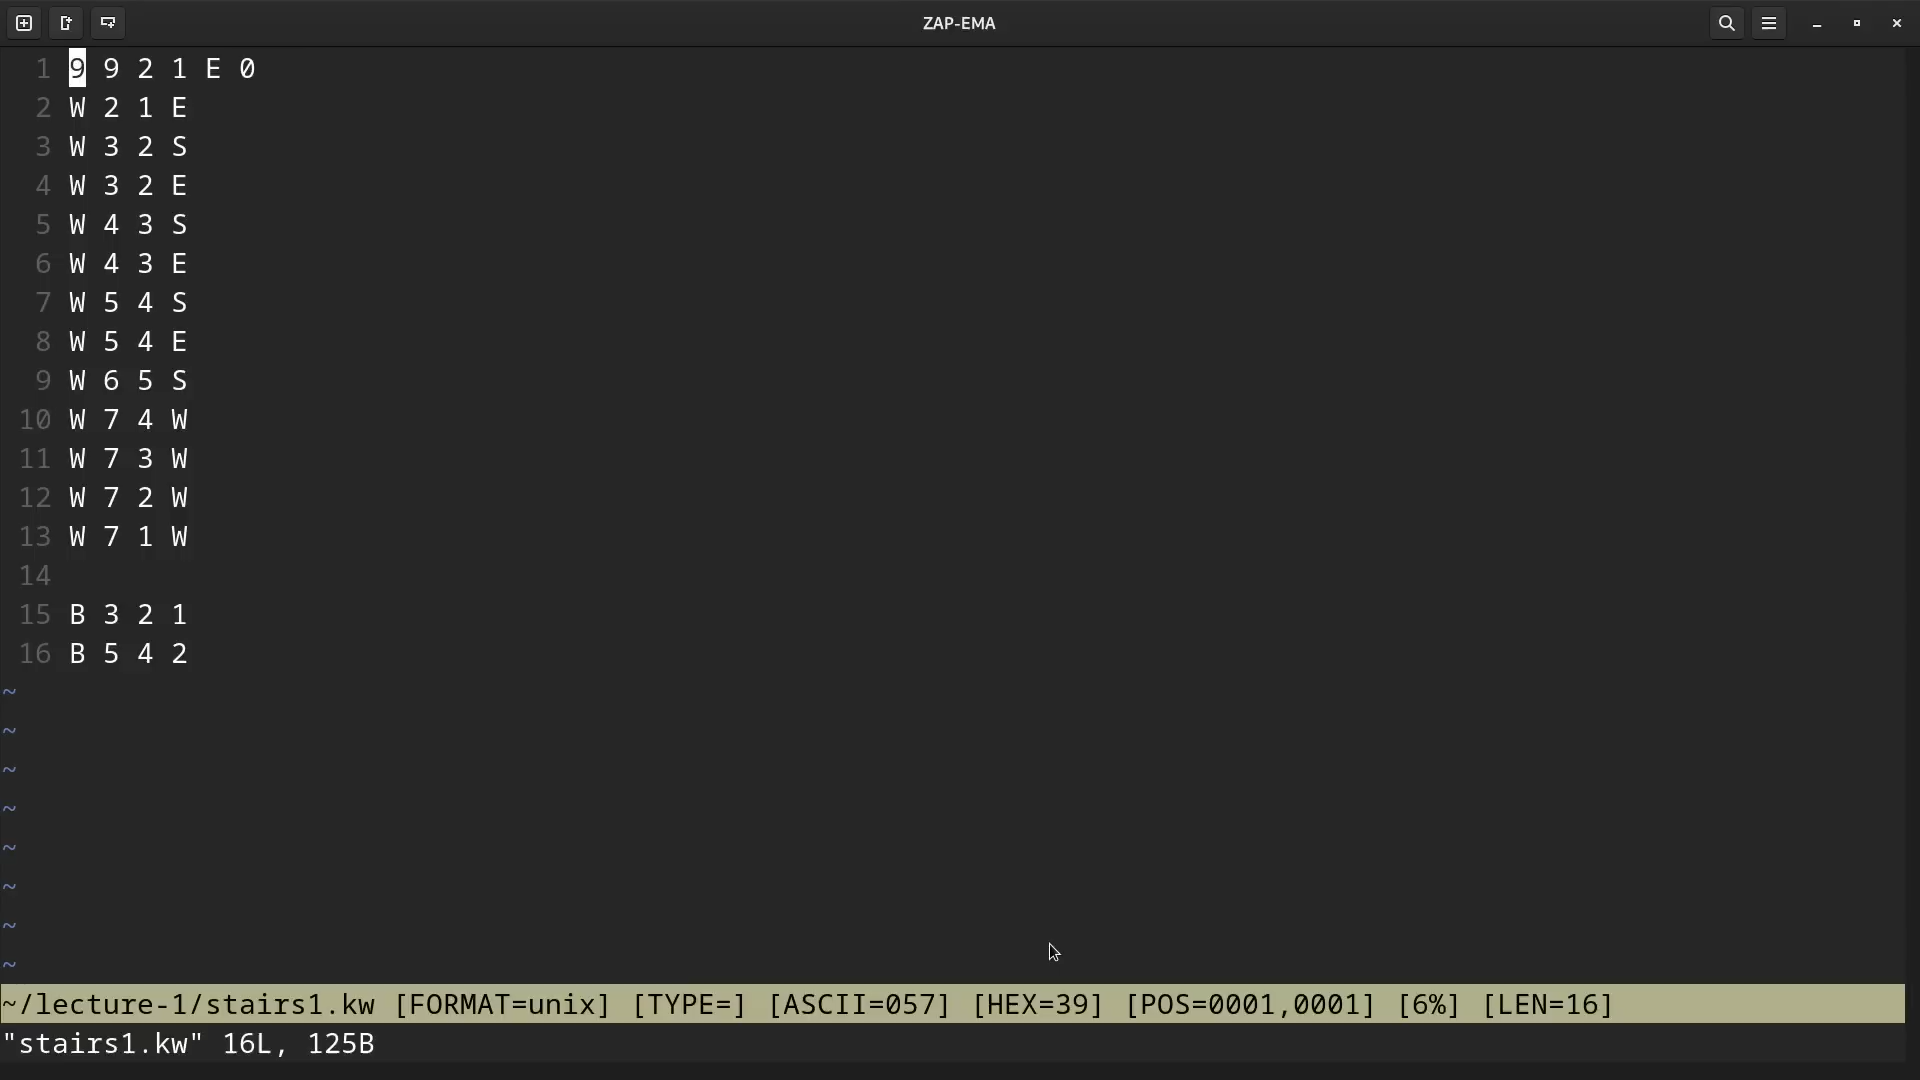 ZAP-EMA
1 9 9 2 1 E 0
2 W 2 1 E
3 W 3 2 S
4 W 3 2 E
5 W 4 3 S
6 W 4 3 E
7 W 5 4 S
8 W 5 4 E
9 W 6 5 S
10 W 7 4 W
11 W 7 3 W
12 W 7 2 W
13 W 7 1 W
14
15 B 3 2 1
16 B 5 4 2
~
~
~
~
~
~
~
~
~/lecture-1/stairs1.kw [FORMAT=unix] [TYPE=] [ASCII=057] [HEX=39] [POS=0001,0001] [6%] [LEN=16]
"stairs1.kw" 16L, 125B